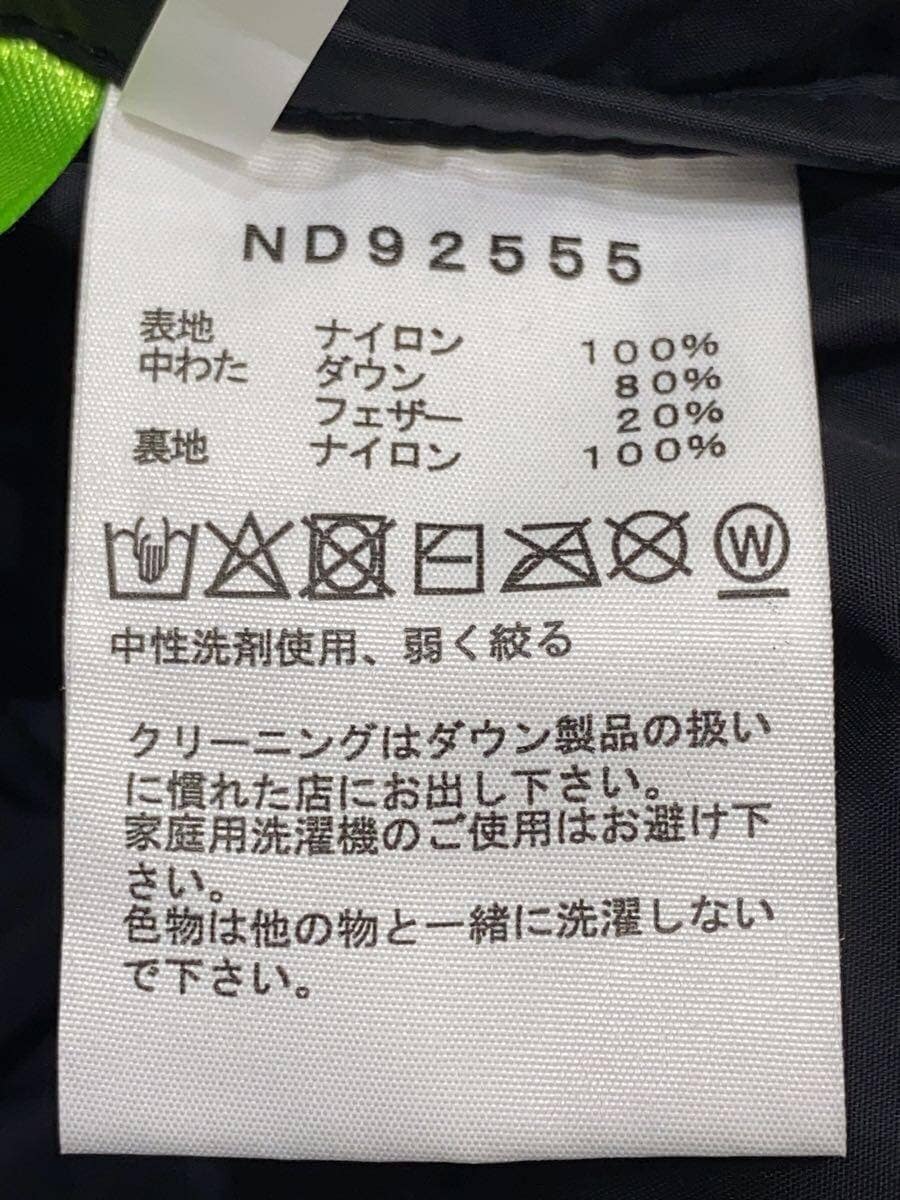 ND92555
表地 ナイロン 100%
中わた ダウン 80%
フェザー 20%
裏地 ナイロン 100%
W
中性洗剤使用、弱く絞る
クリーニングはダウン製品の扱い
に慣れた店にお出し下さい。
家庭用洗濯機のご使用はお避け下
さい。
色物は他の物と一緒に洗濯しない
で下さい。